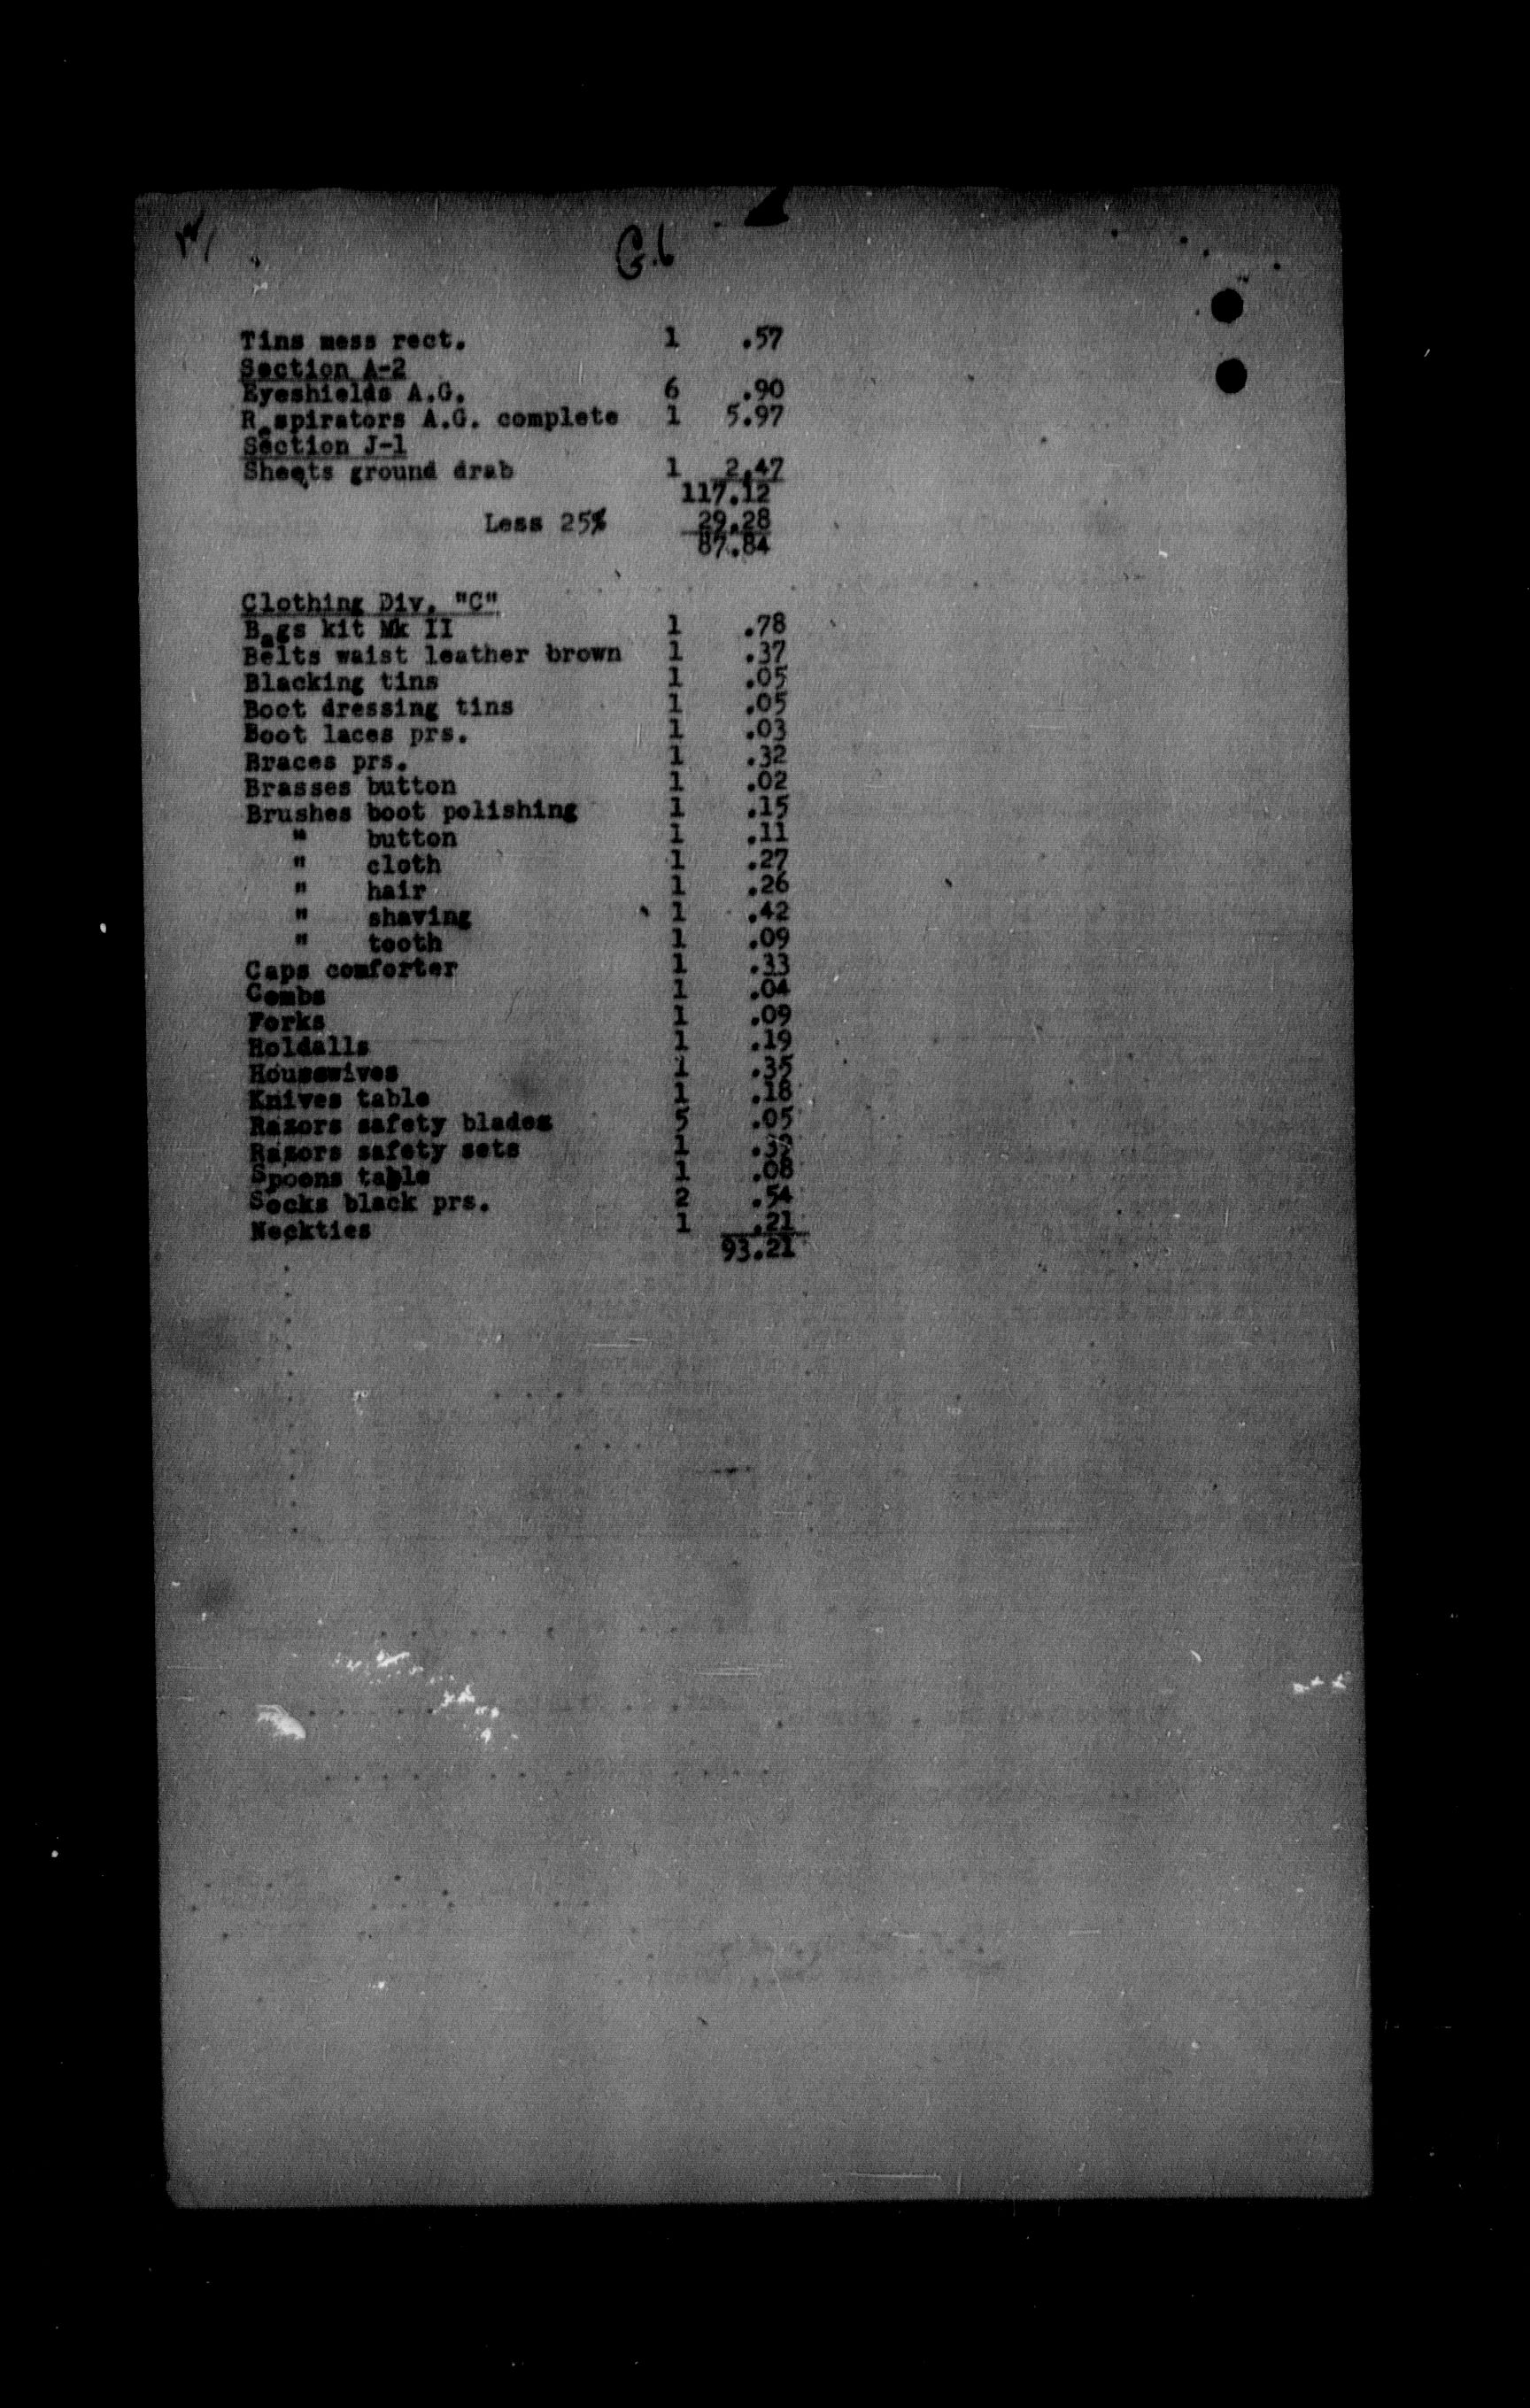 G.6
Tins mess rect. 1 .57
Section A-2
Eyeshields A.G. 6 .90
Respirators A.G. complete 1 5.97
Section J-1
Sheets ground drab 1 2.47
117.12
Less 25% 29.28
87.84
Clothing Div. "C"
Bags kit Mk II 1 .78
Belts waist leather brown 1 .37
Blacking tins 1 .05
Boot dressing tins 1 .05
Boot laces prs. 1 .03
Braces prs. 1 .32
Brasses button 1 .02
Brushes boot polishing 1 .15
" button 1 .11
" cloth 1 .27
" hair 1 .26
" shaving 1 .42
" tooth 1 .09
Caps comforter 1 .33
Combs 1 .04
Forks 1 .09
Holdalls 1 .19
Housewives 1 .35
Knives table 1 .18
Razors safety blades 5 .05
Razors safety sets 1 .39
Spoons table 1 .08
Socks black prs. 2 .54
Neckties 1 .21
93.21